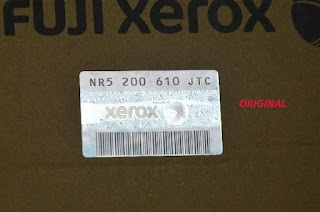 FUJI xerox
NR5 200 610 JTC
xerox
ORIGINAL